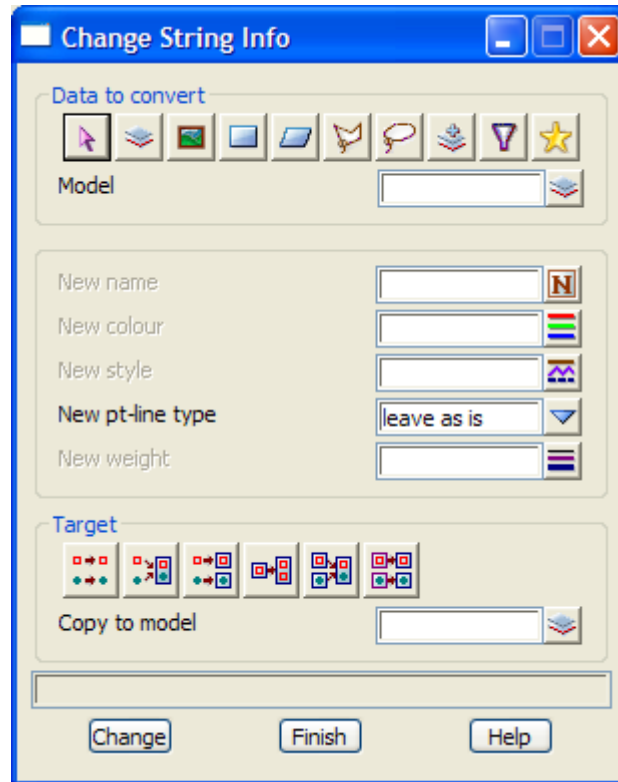 Change String Info
Data to convert
Model
New name
N
New colour
New style
New pt-line type leave as is
New weight
Target
Copy to model
Change Finish Help